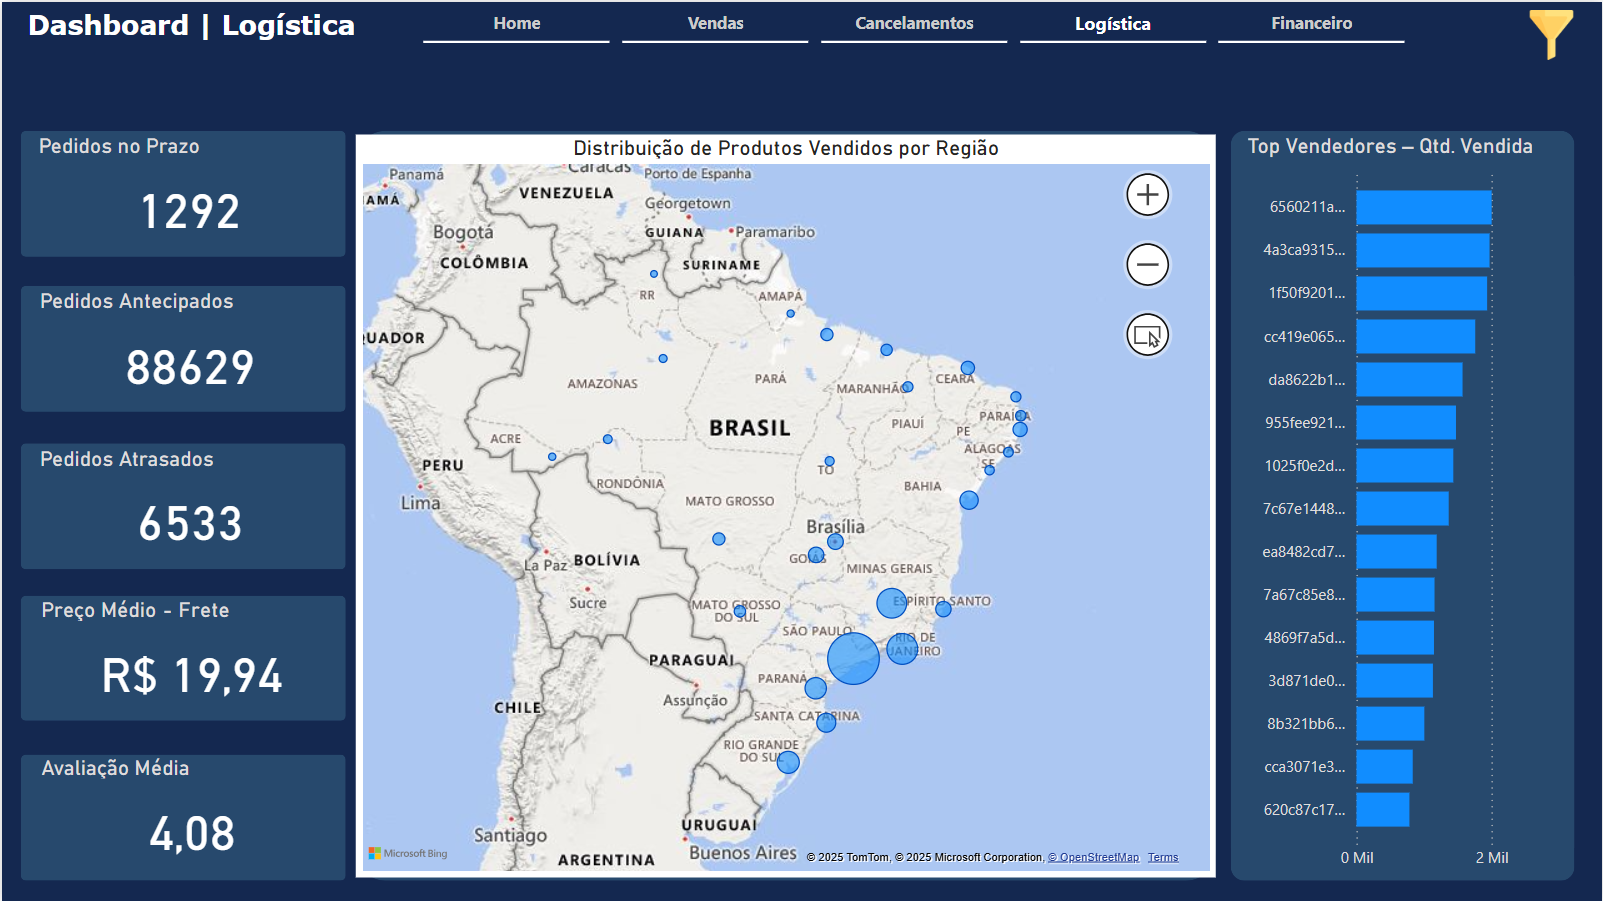 Dashboard | Logística
Home
Vendas
Cancelamentos
Logística
Financeiro
Pedidos no Prazo
1292
Pedidos Antecipados
88629
Pedidos Atrasados
6533
Preço Médio - Frete
R$ 19,94
Avaliação Média
4,08
Distribuição de Produtos Vendidos por Região
Panamá
Caracas
Porto de Espanha
AMÁ
VENEZUELA
Georgetown
Bogotá
GUIANA
Paramaribo
COLÔMBIA
SURINAME
RR
AMAPÁ
UADOR
AMAZONAS
PARÁ
MARANHÃO
CEARÁ
BRASIL
PIAUÍ
PARAÍBA
PE
ACRE
ALAGOAS
SE
PERU
TO
RONDÔNIA
BAHIA
Lima
MATO GROSSO
Brasília
La Paz
BOLÍVIA
GOIÁS
MINAS GERAIS
Sucre
MATO GROSSO
DO SUL
ESPÍRITO SANTO
SÃO PAULO
RIO DE
JANEIRO
PARAGUAI
PARANÁ
Assunção
CHILE
SANTA CATARINA
RIO GRANDE
DO SUL
Santiago
URUGUAI
Buenos Aires
ARGENTINA
Microsoft Bing
© 2025 TomTom, © 2025 Microsoft Corporation, © OpenStreetMap Terms
Top Vendedores – Qtd. Vendida
6560211a...
4a3ca9315...
1f50f9201...
cc419e065...
da8622b1...
955fee921...
1025f0e2d...
7c67e1448...
ea8482cd7...
7a67c85e8...
4869f7a5d...
3d871de0...
8b321bb6...
cca3071e3...
620c87c17...
0 Mil
2 Mil